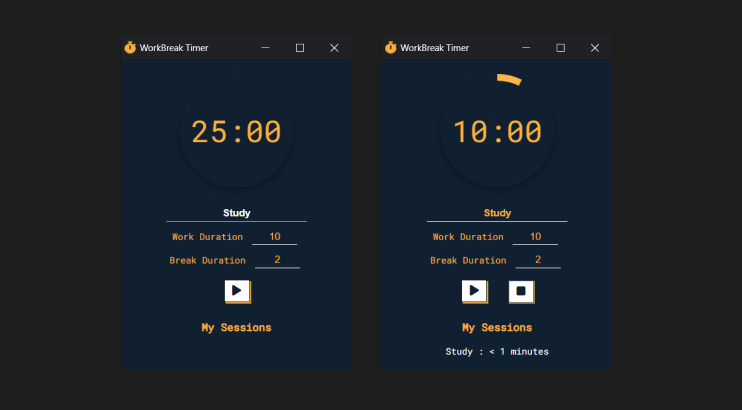 WorkBreak Timer
25:00
Study
Work Duration 10
Break Duration 2
My Sessions
WorkBreak Timer
10:00
Study
Work Duration 10
Break Duration 2
My Sessions
Study : < 1 minutes